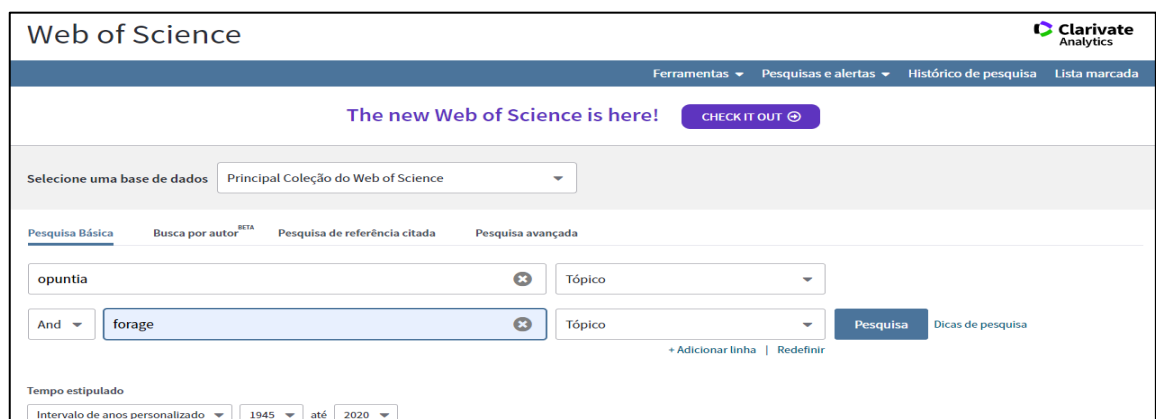 Web of Science
Clarivate
Analytics
Ferramentas Pesquisas e alertas Histórico de pesquisa Lista marcada
The new Web of Science is here! CHECK IT OUT
Selecione uma base de dados Principal Coleção do Web of Science
Pesquisa Básica Busca por autor BETA Pesquisa de referência citada Pesquisa avançada
opuntia Tópico
And forage Tópico Pesquisa Dicas de pesquisa
+ Adicionar linha | Redefinir
Tempo estipulado
Intervalo de anos personalizado 1945 até 2020